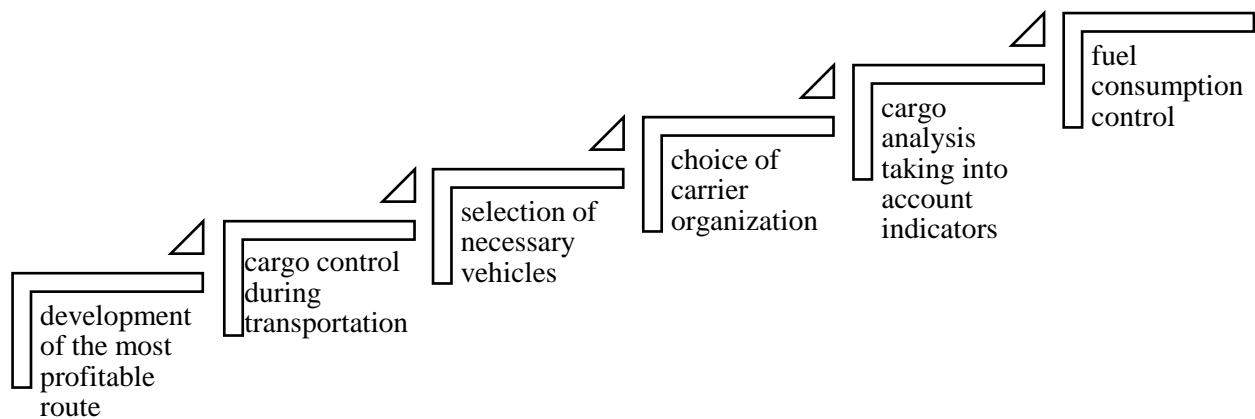 development
of the most
profitable
route
cargo control
during
transportation
selection of
necessary
vehicles
choice of
carrier
organization
cargo
analysis
taking into
account
indicators
fuel
consumption
control